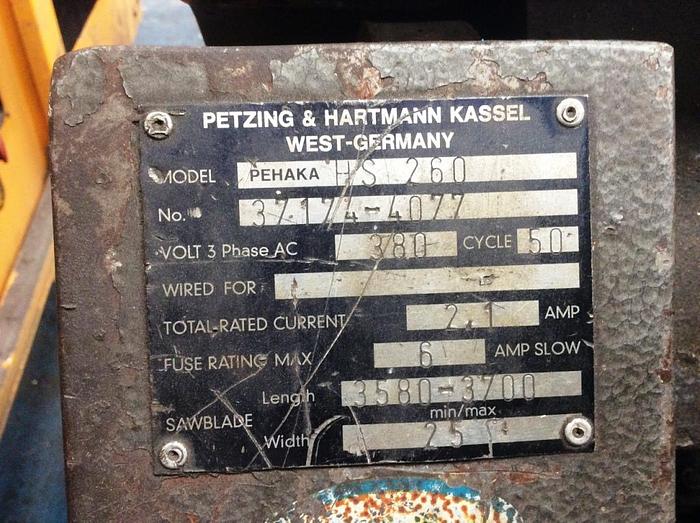 PETZING & HARTMANN KASSEL
WEST-GERMANY
MODEL PEHAKA HS 260
No. 37174-4077
VOLT 3 Phase AC 380 CYCLE 50
WIRED FOR
TOTAL-RATED CURRENT 2.1 AMP
FUSE RATING MAX 6 AMP SLOW
Length 3580-3700
min/max
SAWBLADE
Width 25